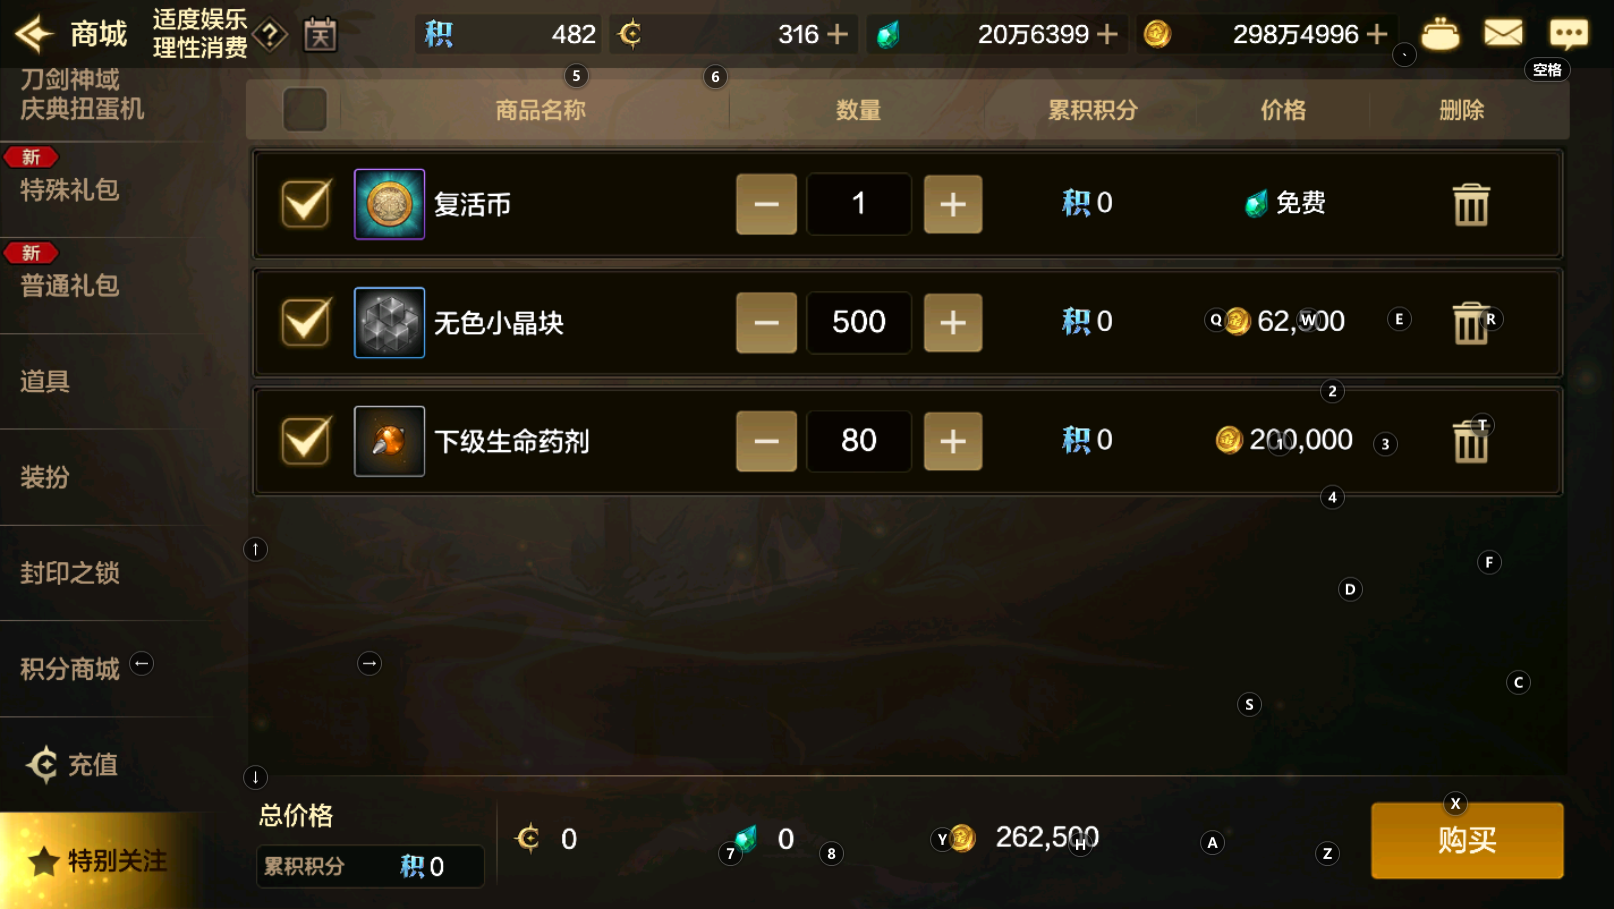 商城
适度娱乐
理性消费
?
积 482
316 +
20万6399 +
298万4996 +
刀剑神域
庆典扭蛋机
新
特殊礼包
新
普通礼包
道具
装扮
封印之锁
积分商城
充值
特别关注
商品名称 数量 累积积分 价格 删除
复活币 − 1 + 积 0 免费
无色小晶块 − 500 + 积 0 62,500
下级生命药剂 − 80 + 积 0 200,000
5 6 空格
Q W E R
2
T
1 3
4
↑
F
D
← →
C
S
↓
X
7 8 Y H A Z
总价格
累积积分 积 0
0 0 262,500
购买